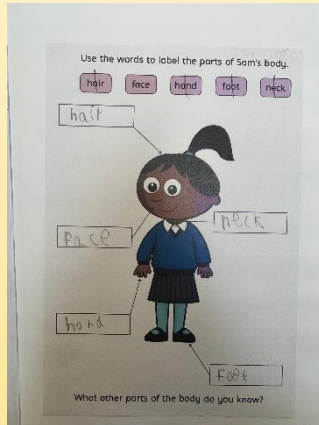 Use the words to label the parts of Sam's body.
hair face hand foot neck
hair
neck
Face
hand
Foot
What other parts of the body do you know?